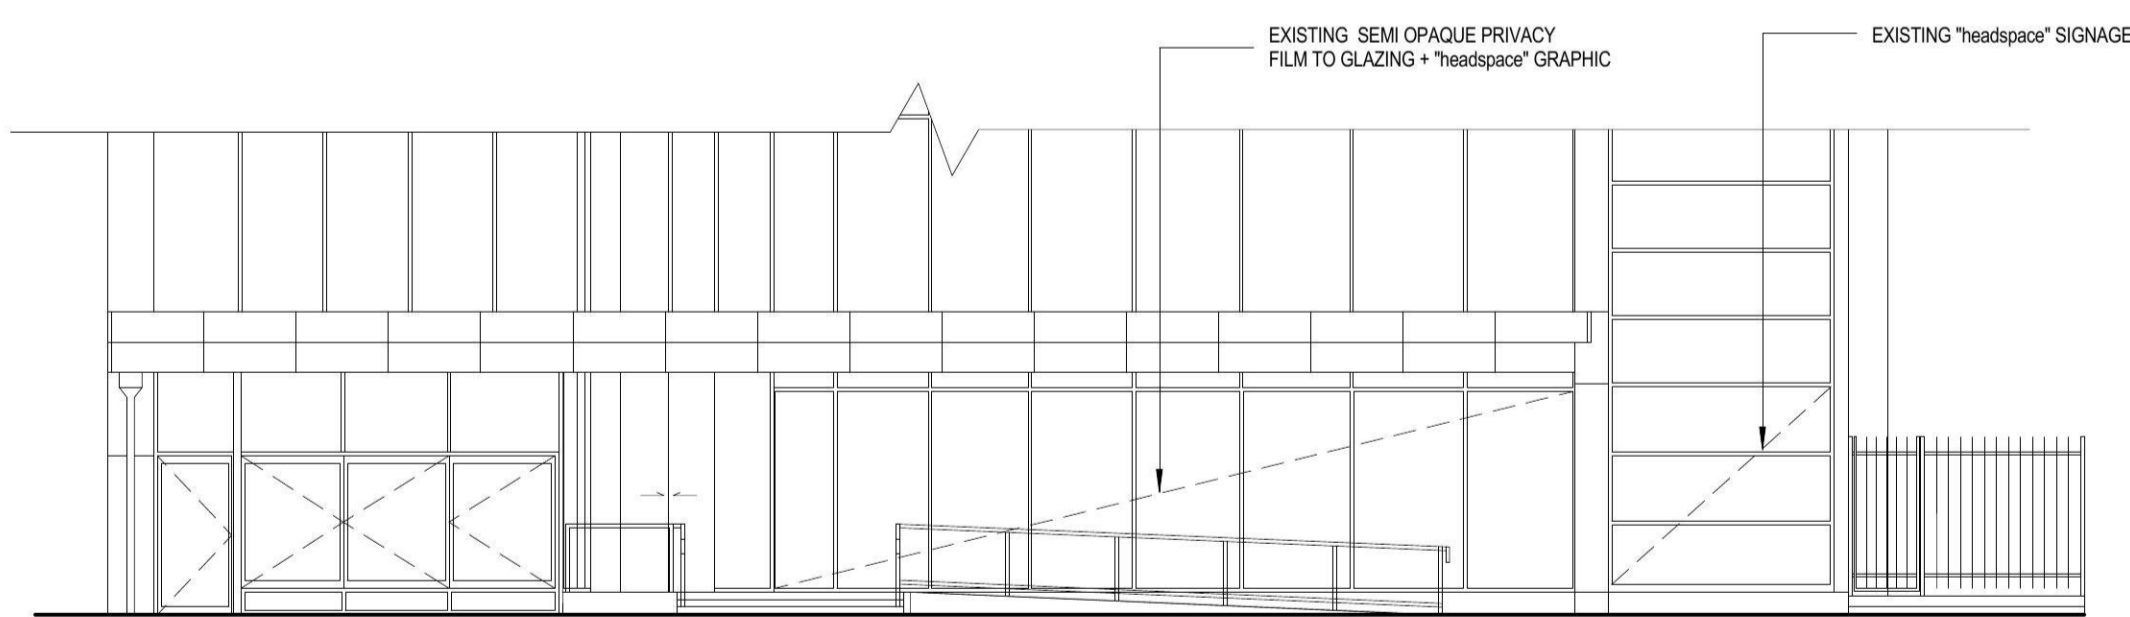 EXISTING SEMI OPAQUE PRIVACY
FILM TO GLAZING + "headspace" GRAPHIC
EXISTING "headspace" SIGNAGE